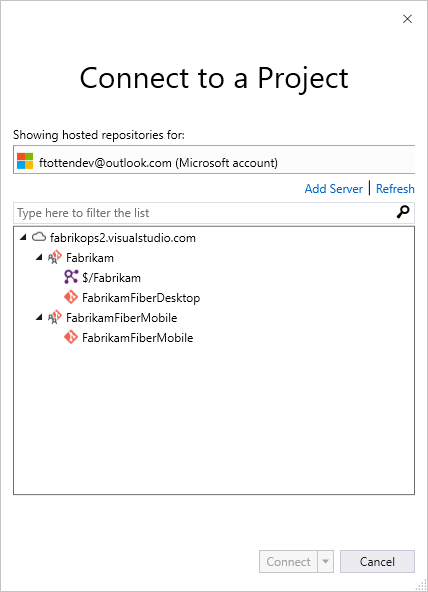 Connect to a Project
Showing hosted repositories for:
ftottendev@outlook.com (Microsoft account)
Add Server | Refresh
Type here to filter the list
fabrikops2.visualstudio.com
Fabrikam
$/Fabrikam
FabrikamFiberDesktop
FabrikamFiberMobile
FabrikamFiberMobile
Connect
Cancel